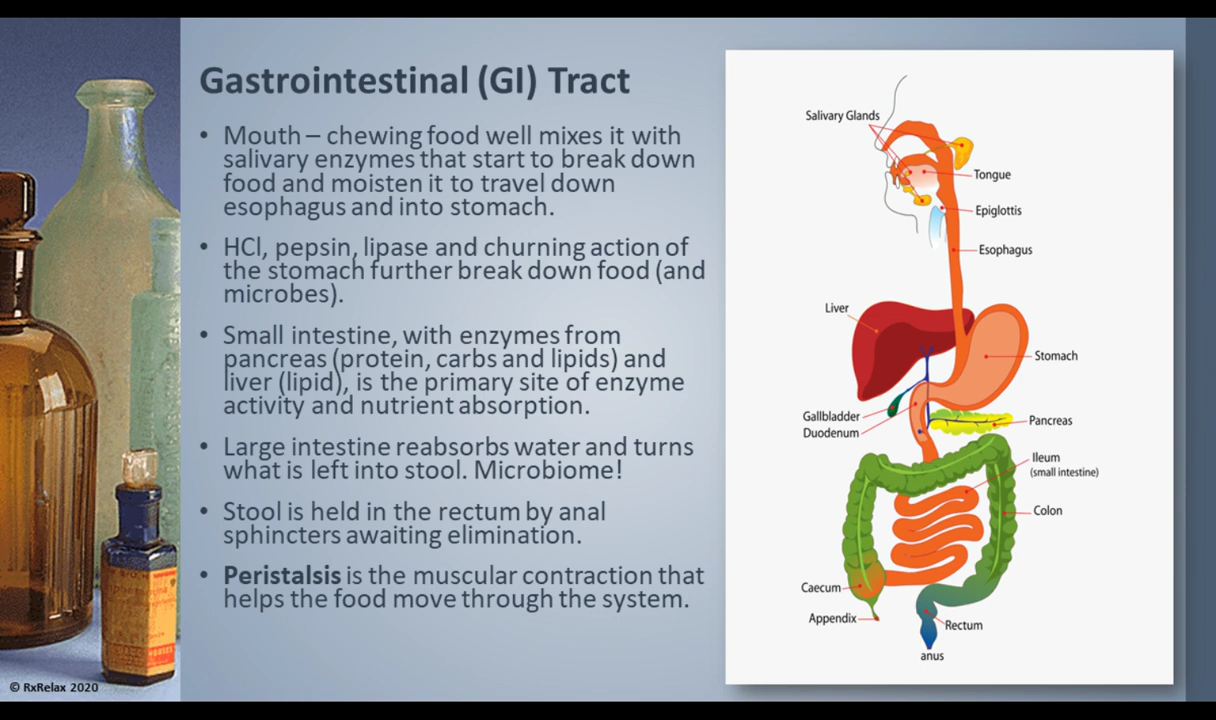 Gastrointestinal (GI) Tract
• Mouth – chewing food well mixes it with
salivary enzymes that start to break down
food and moisten it to travel down
esophagus and into stomach.
• HCl, pepsin, lipase and churning action of
the stomach further break down food (and
microbes).
• Small intestine, with enzymes from
pancreas (protein, carbs and lipids) and
liver (lipid), is the primary site of enzyme
activity and nutrient absorption.
• Large intestine reabsorbs water and turns
what is left into stool. Microbiome!
• Stool is held in the rectum by anal
sphincters awaiting elimination.
• Peristalsis is the muscular contraction that
helps the food move through the system.
Salivary Glands
Tongue
Epiglottis
Esophagus
Liver
Stomach
Gallbladder
Duodenum
Pancreas
Ileum
(small intestine)
Colon
Caecum
Appendix
Rectum
anus
© RxRelax 2020